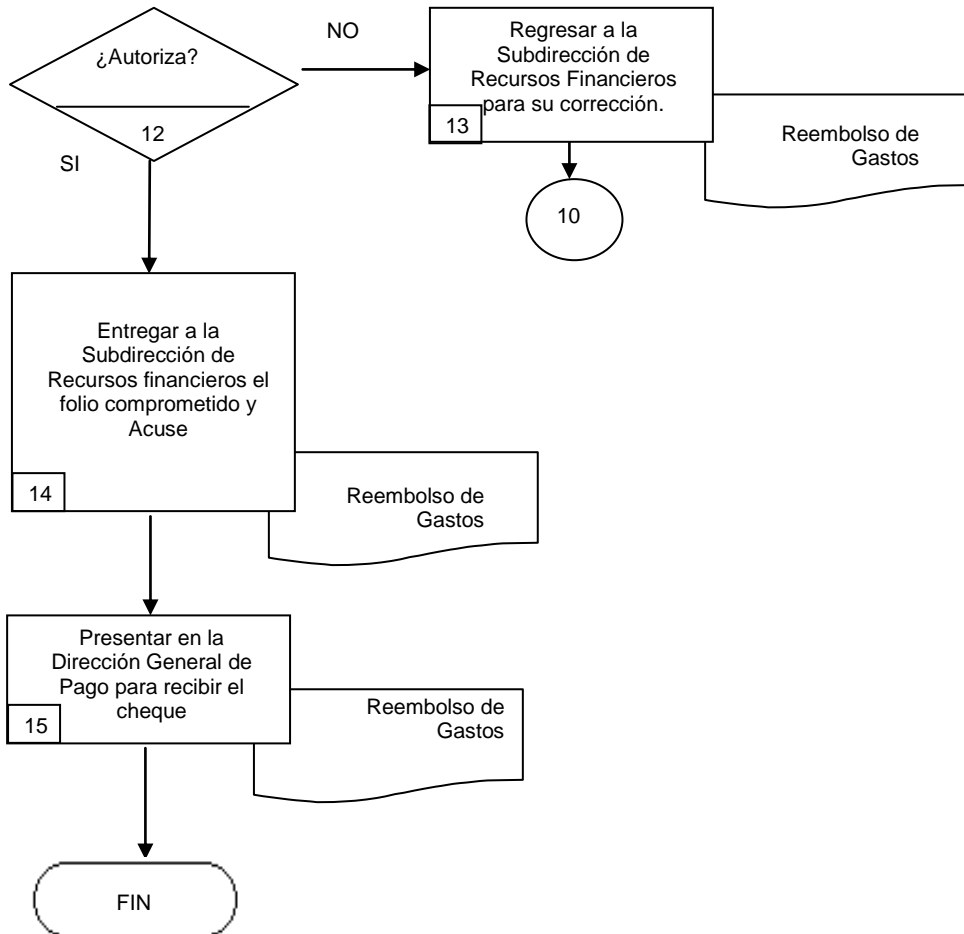 ¿Autoriza?
12
NO
SI
Regresar a la
Subdirección de
Recursos Financieros
para su corrección.
13
Reembolso de
Gastos
10
Entregar a la
Subdirección de
Recursos financieros el
folio comprometido y
Acuse
14
Reembolso de
Gastos
Presentar en la
Dirección General de
Pago para recibir el
cheque
15
Reembolso de
Gastos
FIN